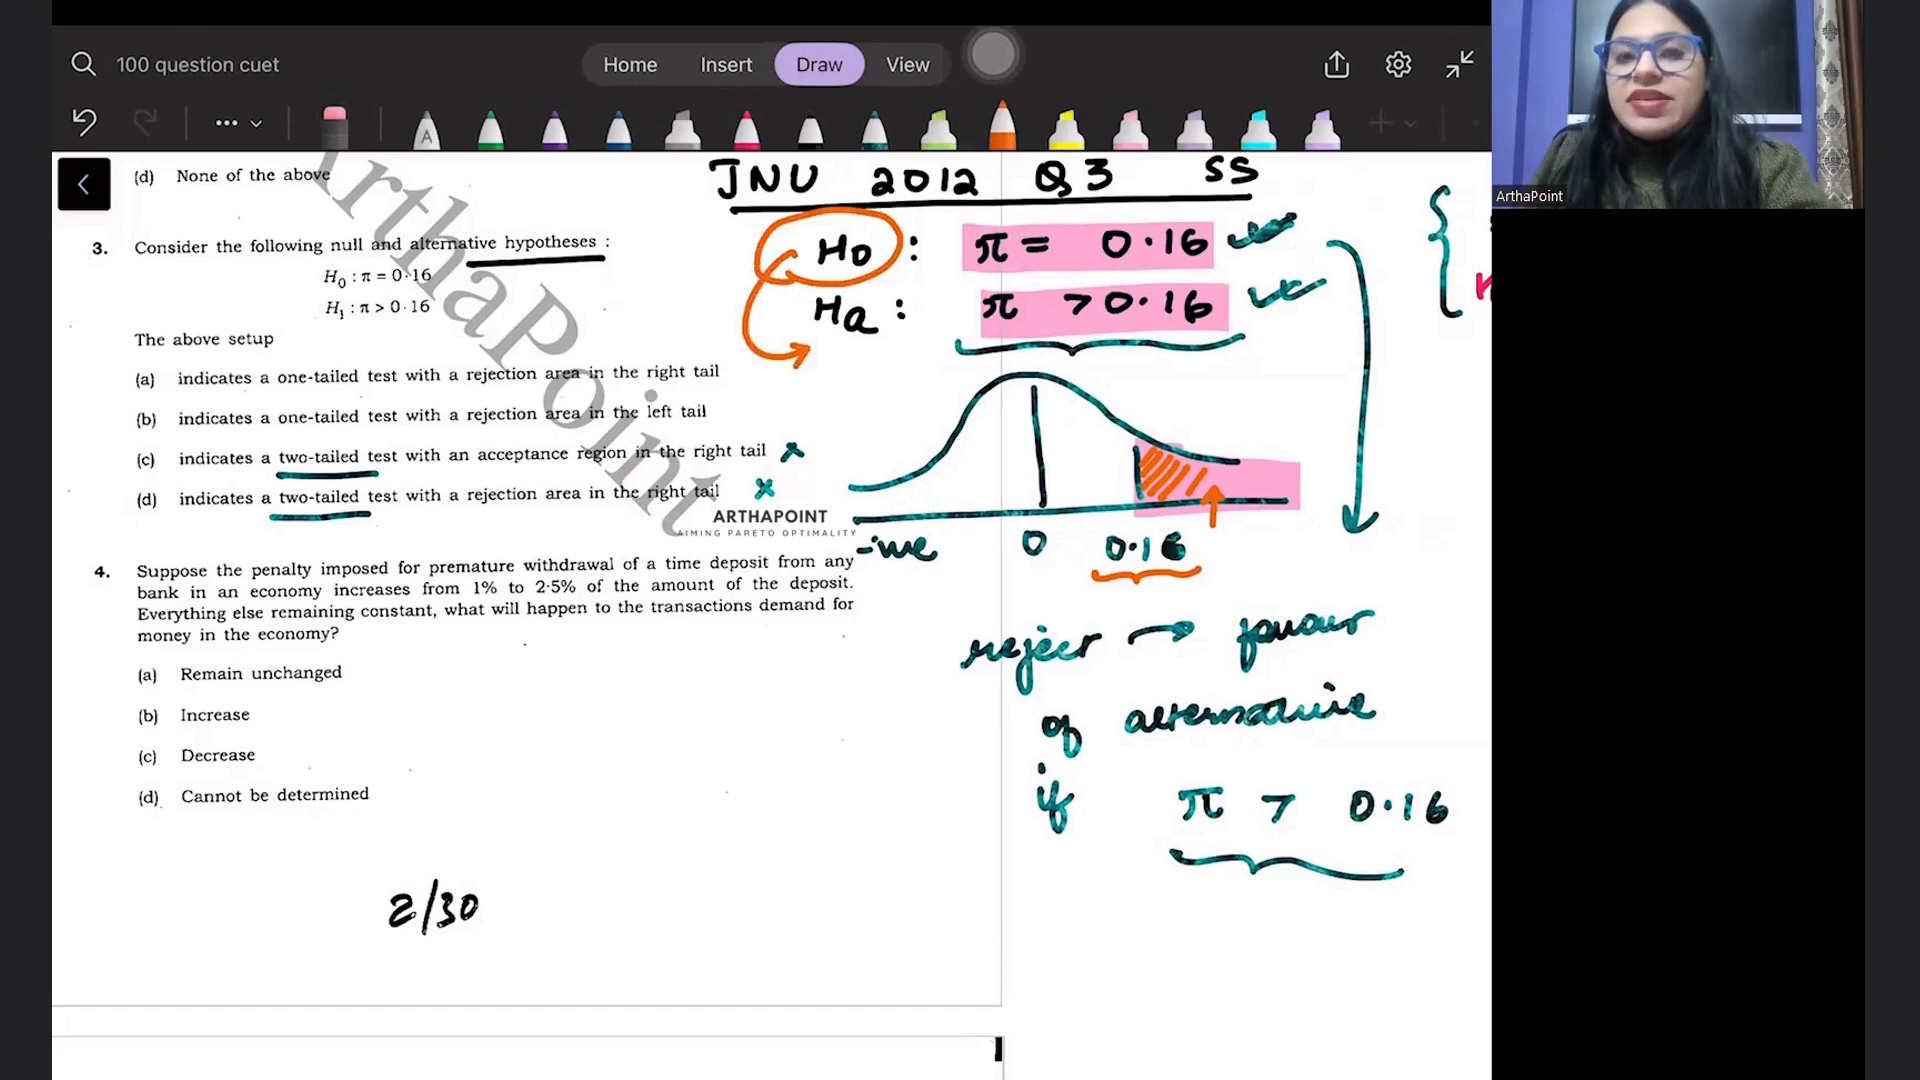 100 question cuet
Home Insert Draw View
A
ArthaPoint
(d) None of the above
JNU 2012 Q3 SS
3. Consider the following null and alternative hypotheses :
H₀ : π = 0·16
H₁ : π > 0·16
The above setup
(a) indicates a one-tailed test with a rejection area in the right tail
(b) indicates a one-tailed test with a rejection area in the left tail
(c) indicates a two-tailed test with an acceptance region in the right tail
(d) indicates a two-tailed test with a rejection area in the right tail
ArthaPoint
ARTHAPOINT
AIMING PARETO OPTIMALITY
H₀ : π = 0·16
Ha : π > 0·16
-ive 0 0·16
reject → favour
of alternative
if π > 0·16
4. Suppose the penalty imposed for premature withdrawal of a time deposit from any
bank in an economy increases from 1% to 2·5% of the amount of the deposit.
Everything else remaining constant, what will happen to the transactions demand for
money in the economy?
(a) Remain unchanged
(b) Increase
(c) Decrease
(d) Cannot be determined
2/30